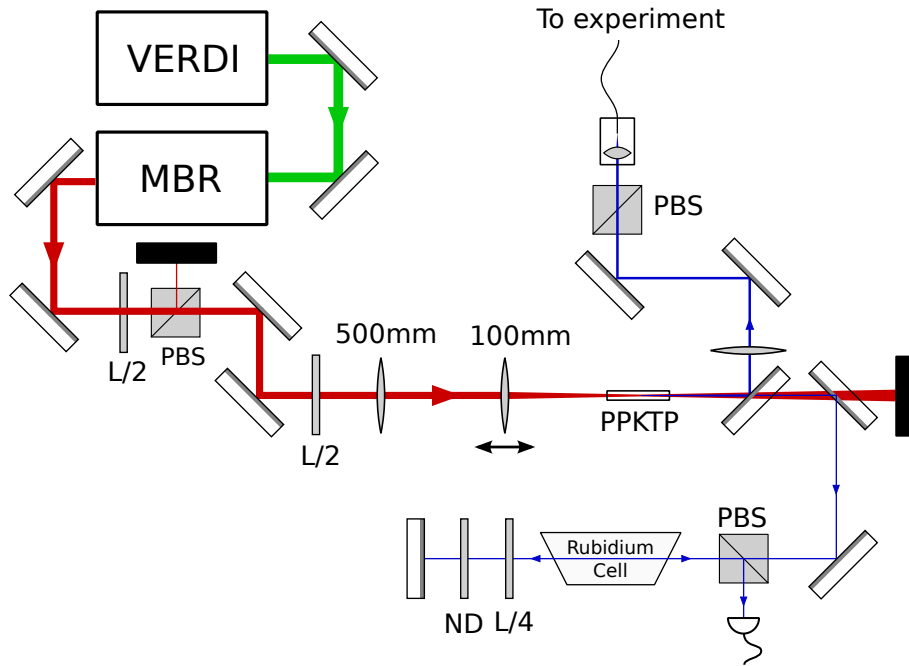 To experiment
VERDI
MBR
PBS
500mm
100mm
PBS
L/2
PPKTP
L/2
PBS
Rubidium
Cell
ND
L/4